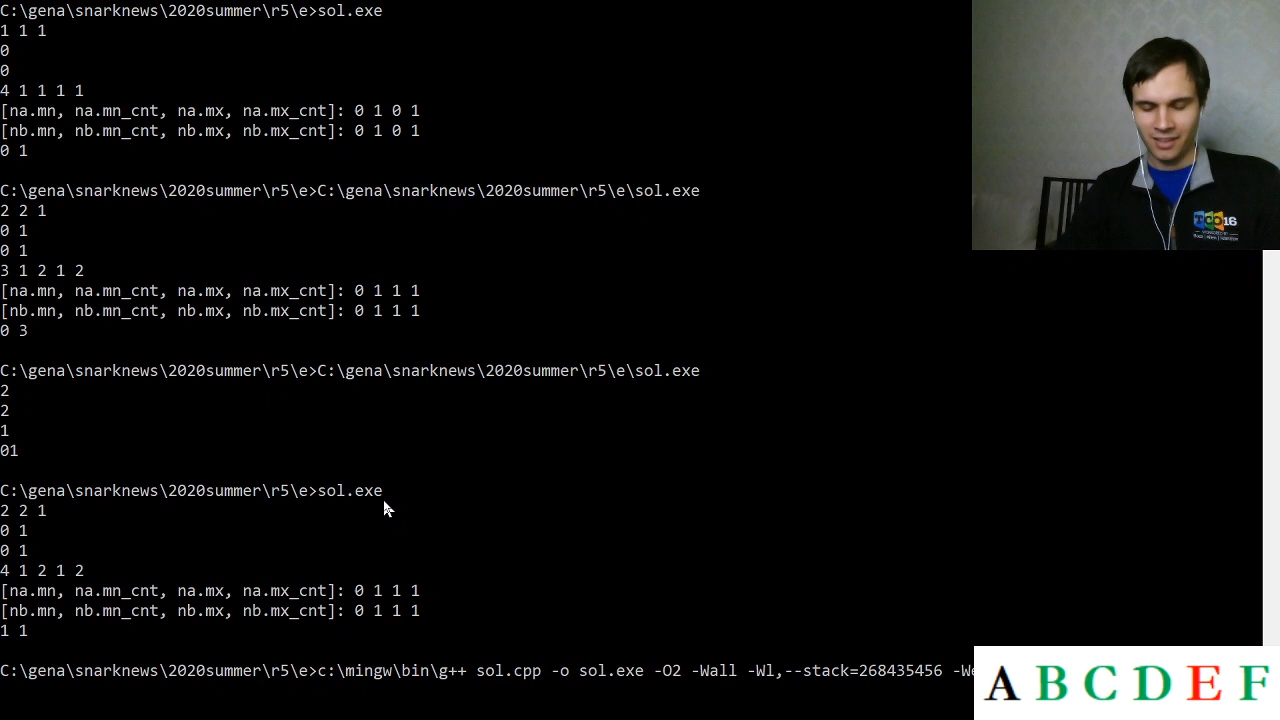 C:\gena\snarknews\2020summer\r5\e>sol.exe
1 1 1
0
0
4 1 1 1 1
[na.mn, na.mn_cnt, na.mx, na.mx_cnt]: 0 1 0 1
[nb.mn, nb.mn_cnt, nb.mx, nb.mx_cnt]: 0 1 0 1
0 1
C:\gena\snarknews\2020summer\r5\e>C:\gena\snarknews\2020summer\r5\e\sol.exe
2 2 1
0 1
0 1
3 1 2 1 2
[na.mn, na.mn_cnt, na.mx, na.mx_cnt]: 0 1 1 1
[nb.mn, nb.mn_cnt, nb.mx, nb.mx_cnt]: 0 1 1 1
0 3
C:\gena\snarknews\2020summer\r5\e>C:\gena\snarknews\2020summer\r5\e\sol.exe
2
2
1
01
C:\gena\snarknews\2020summer\r5\e>sol.exe
2 2 1
0 1
0 1
4 1 2 1 2
[na.mn, na.mn_cnt, na.mx, na.mx_cnt]: 0 1 1 1
[nb.mn, nb.mn_cnt, nb.mx, nb.mx_cnt]: 0 1 1 1
1 1
C:\gena\snarknews\2020summer\r5\e>c:\mingw\bin\g++ sol.cpp -o sol.exe -O2 -Wall -Wl,--stack=268435456 -We
TCO16
A B C D E F